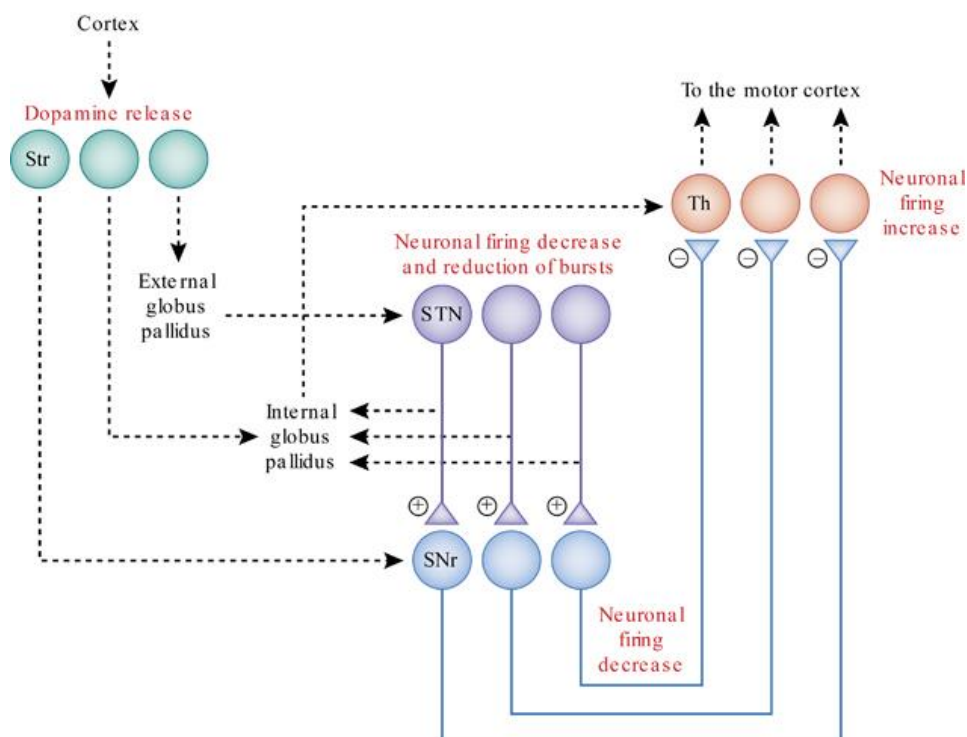 Cortex
Dopamine release
Str
To the motor cortex
Th
Neuronal
firing
increase
− − −
Neuronal firing decrease
and reduction of bursts
External
globus
pallidus
STN
Internal
globus
pallidus
+ + +
SNr
Neuronal
firing
decrease